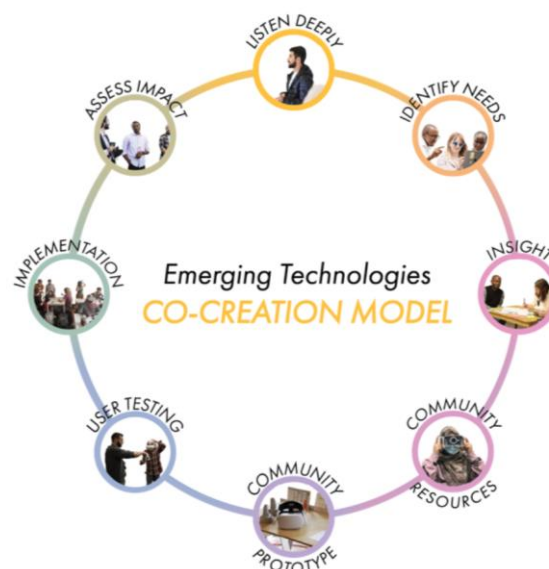 LISTEN DEEPLY
IDENTIFY NEEDS
INSIGHT
COMMUNITY
RESOURCES
COMMUNITY
PROTOTYPE
USER TESTING
IMPLEMENTATION
ASSESS IMPACT
Emerging Technologies
CO-CREATION MODEL